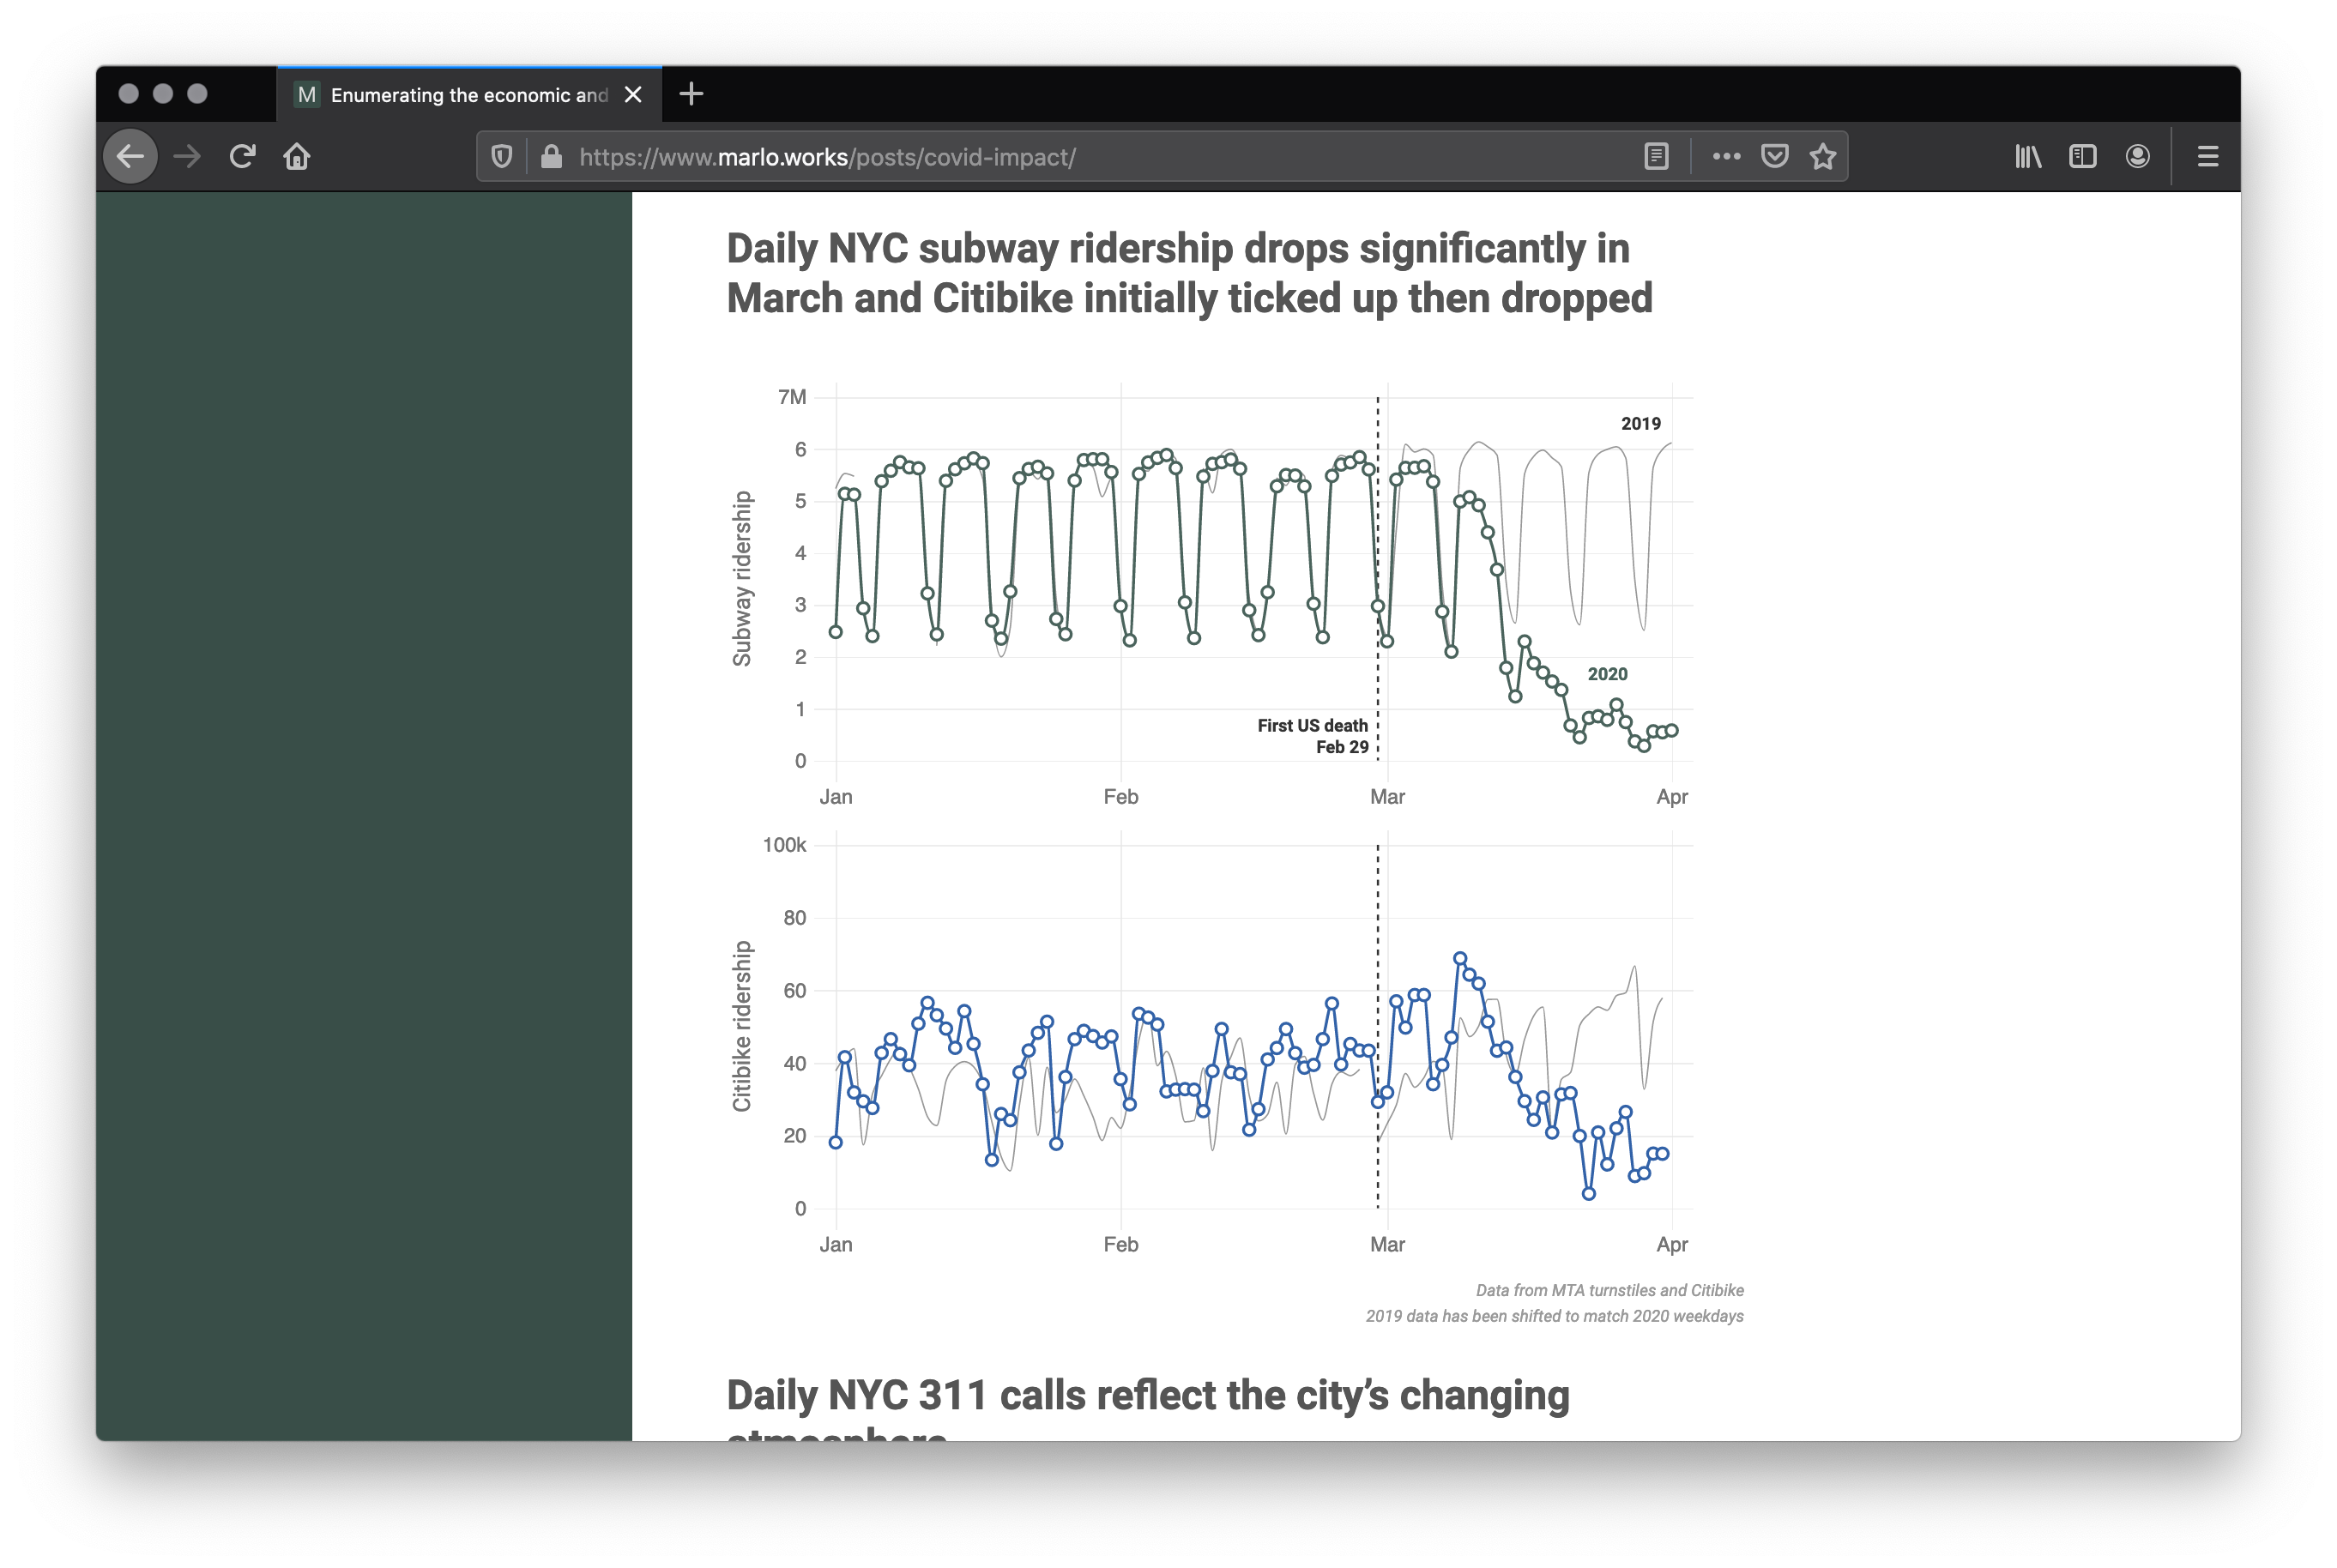 M Enumerating the economic and
https://www.marlo.works/posts/covid-impact/
Daily NYC subway ridership drops significantly in
March and Citibike initially ticked up then dropped
Subway ridership
7M
6
5
4
3
2
1
0
2019
2020
First US death
Feb 29
Jan Feb Mar Apr
Citibike ridership
100k
80
60
40
20
0
Jan Feb Mar Apr
Data from MTA turnstiles and Citibike
2019 data has been shifted to match 2020 weekdays
Daily NYC 311 calls reflect the city's changing
atmosphere